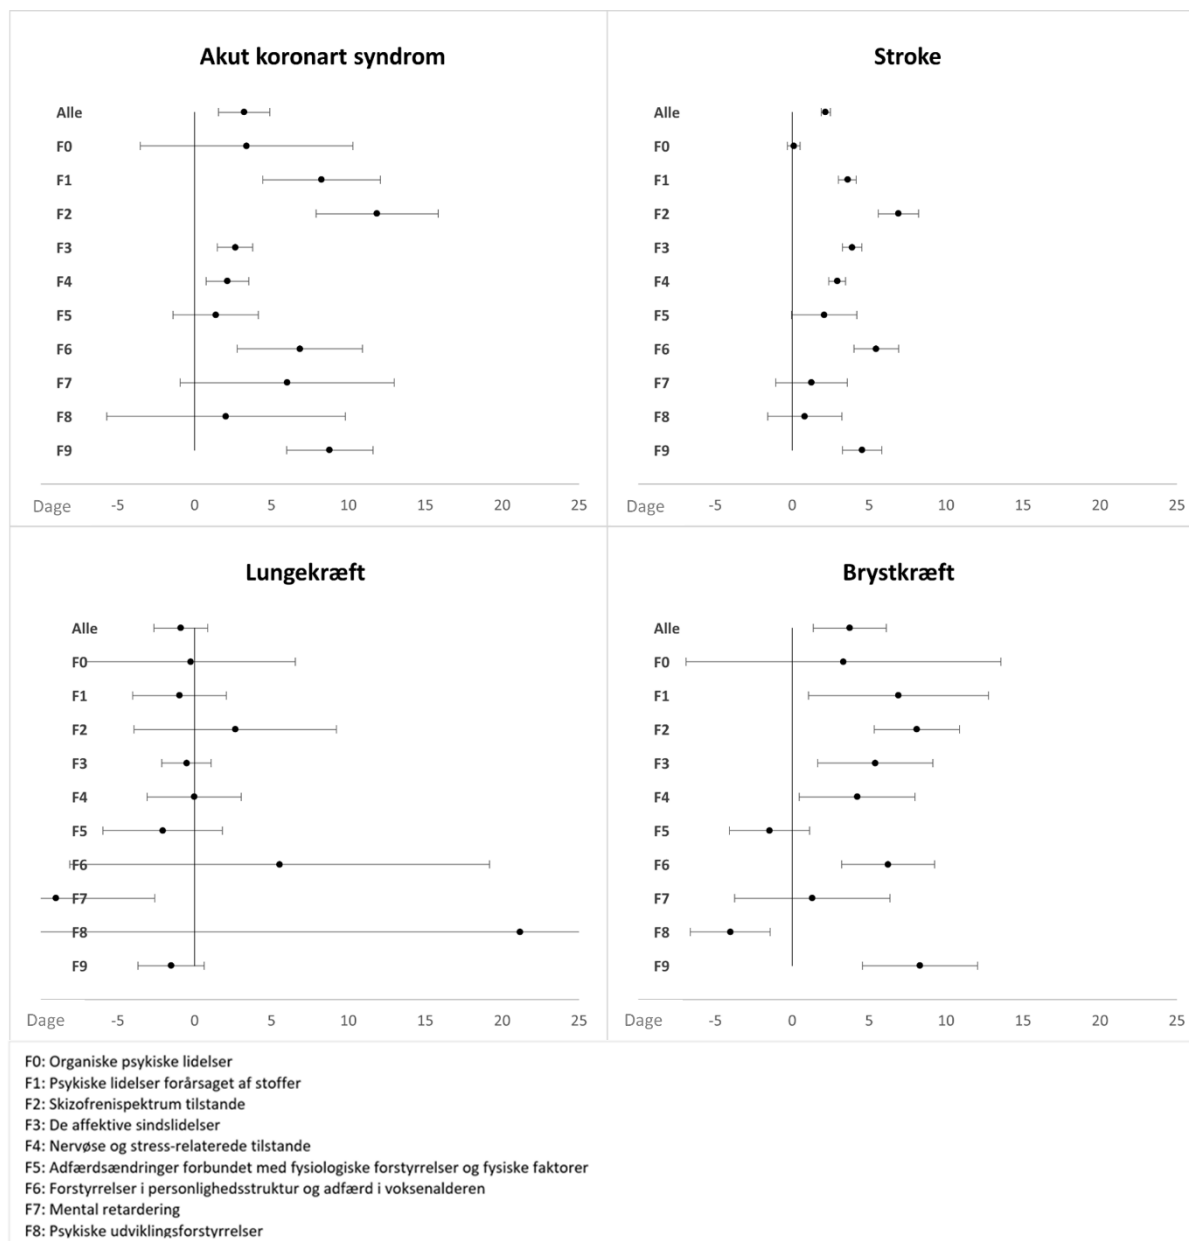 Akut koronart syndrom
Alle
F0
F1
F2
F3
F4
F5
F6
F7
F8
F9
Dage -5 0 5 10 15 20 25
Stroke
Alle
F0
F1
F2
F3
F4
F5
F6
F7
F8
F9
Dage -5 0 5 10 15 20 25
Lungekræft
Alle
F0
F1
F2
F3
F4
F5
F6
F7
F8
F9
Dage -5 0 5 10 15 20 25
Brystkræft
Alle
F0
F1
F2
F3
F4
F5
F6
F7
F8
F9
Dage -5 0 5 10 15 20 25
F0: Organiske psykiske lidelser
F1: Psykiske lidelser forårsaget af stoffer
F2: Skizofrenispektrum tilstande
F3: De affektive sindslidelser
F4: Nervøse og stress-relaterede tilstande
F5: Adfærdsændringer forbundet med fysiologiske forstyrrelser og fysiske faktorer
F6: Forstyrrelser i personlighedsstruktur og adfærd i voksenalderen
F7: Mental retardering
F8: Psykiske udviklingsforstyrrelser